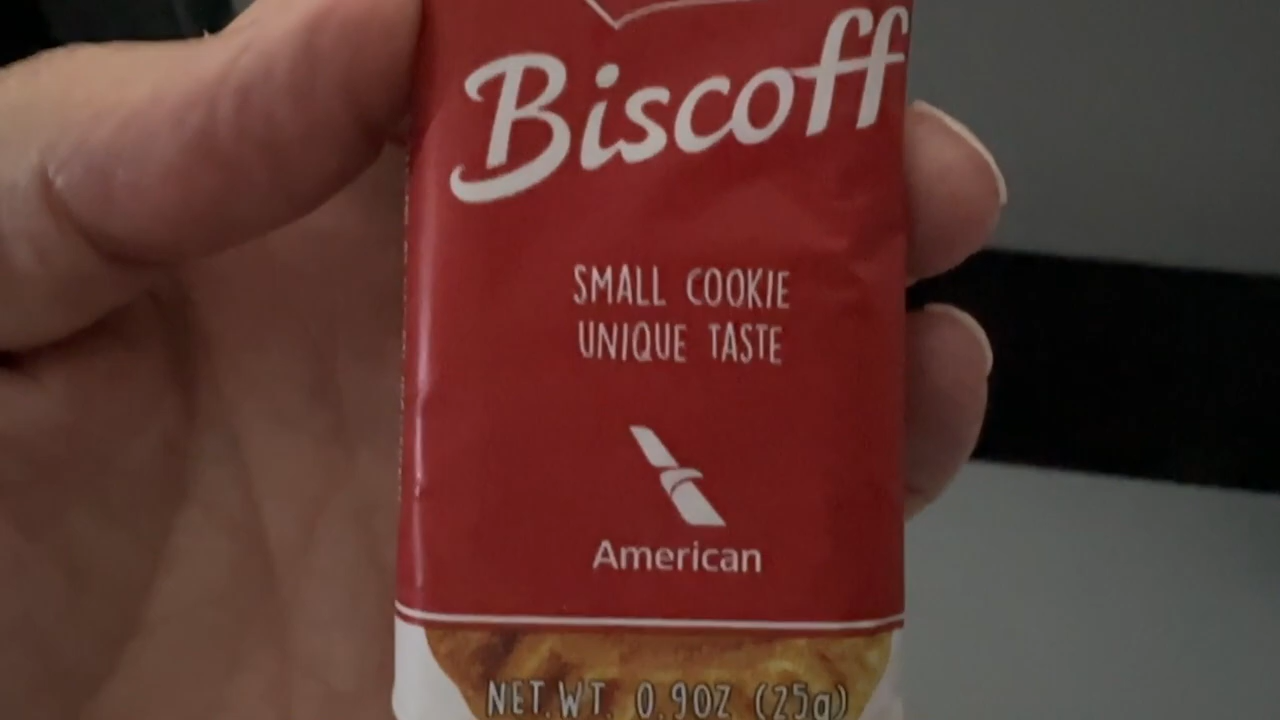 Biscoff
SMALL COOKIE
UNIQUE TASTE
American
NET.WT. 0.9OZ (25g)